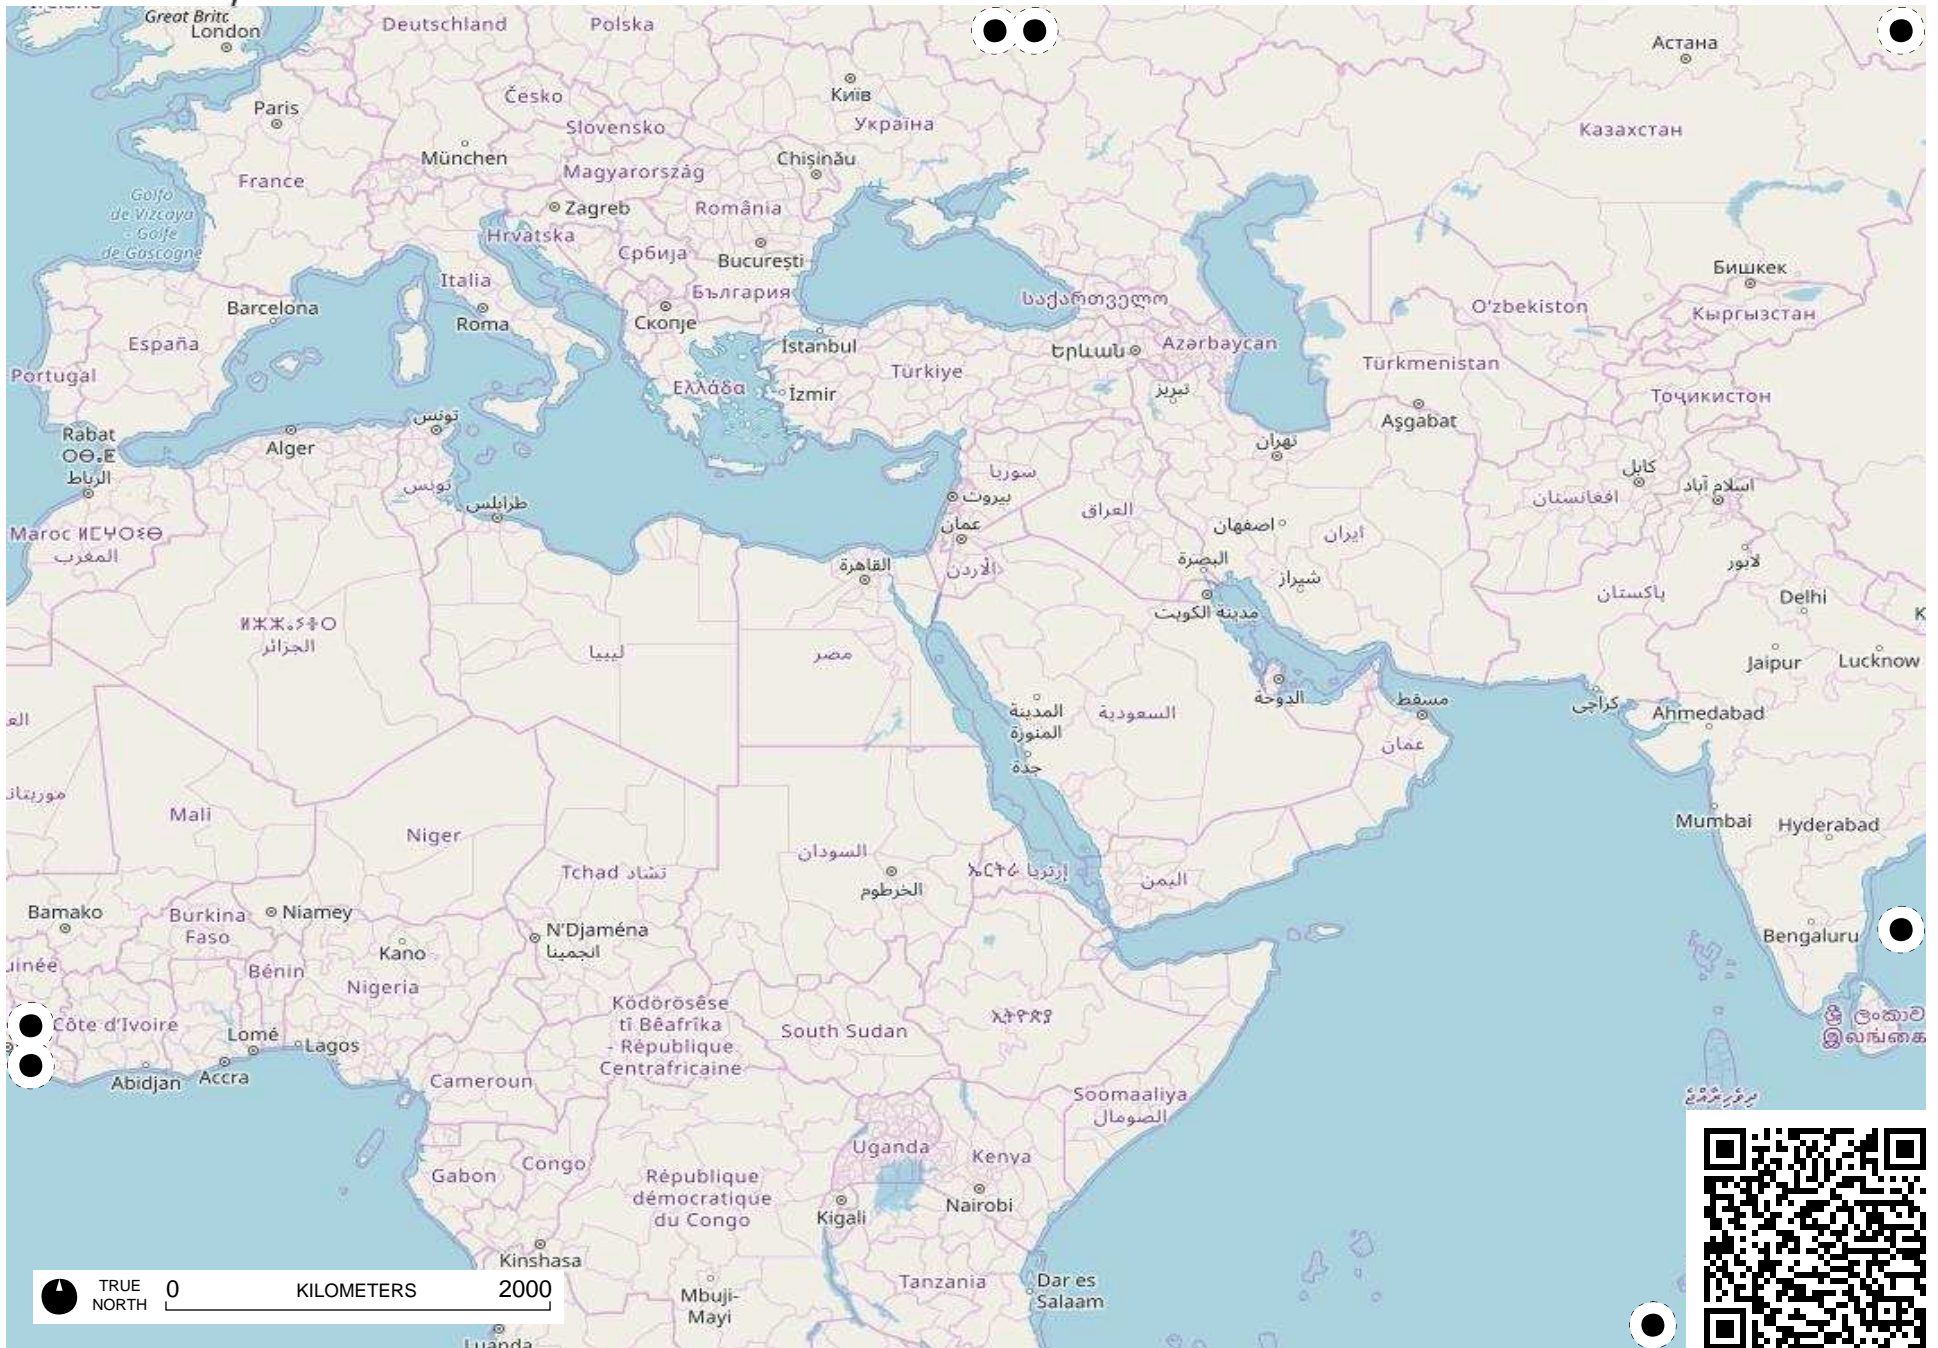 Great Brit
London
Deutschland
Polska
Астана
Київ
Česko
Paris
Україна
Slovensko
Казахстан
München
Chișinău
Magyarország
France
Golfo
de Vizcaya
- Golfe
de Gascogne
Zagreb
România
Hrvatska
Србија
București
Бишкек
Italia
България
საქართველო
O'zbekiston
Кыргызстан
Barcelona
Roma
Скопје
España
İstanbul
Երևան
Azərbaycan
Türkmenistan
Portugal
Türkiye
Ελλάδα
İzmir
تبریز
Тоҷикистон
تونس
Aşgabat
Rabat
ⵔⴱⴰⵟ
الرباط
Alger
تهران
سوريا
کابل
تونس
بيروت
افغانستان
اسلام آباد
طرابلس
العراق
عمان
اصفهان
ایران
Maroc ⵍⵎⵖⵔⵉⴱ
المغرب
القاهرة
الأردن
البصرة
شیراز
لاہور
پاکستان
Delhi
مدينة الكويت
ⵍⵣⵣⴰⵢⴻⵔ
الجزائر
ليبيا
مصر
Jaipur
Lucknow
الدوحة
مسقط
کراچی
المدينة
المنورة
السعودية
Ahmedabad
عمان
جدة
Mali
Niger
Mumbai
Hyderabad
السودان
Tchad تشاد
ኤርትራ إرتريا
اليمن
الخرطوم
Bamako
Burkina
Faso
Niamey
N'Djaména
انجمينا
Kano
Bengaluru
uinée
Bénin
Nigeria
Ködörösêse
tî Bêafrîka
- République
Centrafricaine
Côte d'Ivoire
South Sudan
ኢትዮጵያ
ශ්‍රී ලංකාව
இலங்கை
Lomé
Lagos
Abidjan
Accra
Cameroun
Soomaaliya
الصومال
ދިވެހިރާއްޖެ
Uganda
Kenya
Gabon
Congo
République
démocratique
du Congo
Nairobi
Kigali
Kinshasa
Tanzania
Dar es
Salaam
Mbuji-
Mayi
TRUE
NORTH
0 KILOMETERS 2000
Luanda